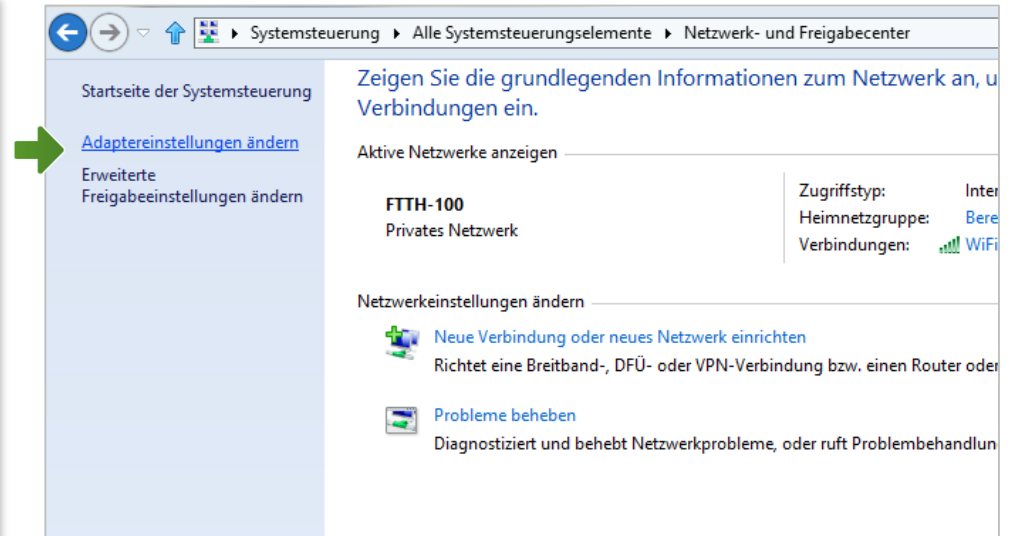 Systemsteuerung ▸ Alle Systemsteuerungselemente ▸ Netzwerk- und Freigabecenter
Startseite der Systemsteuerung
Adaptereinstellungen ändern
Erweiterte
Freigabeeinstellungen ändern
Zeigen Sie die grundlegenden Informationen zum Netzwerk an, u
Verbindungen ein.
Aktive Netzwerke anzeigen
FTTH-100
Privates Netzwerk
Zugriffstyp: Inter
Heimnetzgruppe: Bere
Verbindungen: WiFi
Netzwerkeinstellungen ändern
Neue Verbindung oder neues Netzwerk einrichten
Richtet eine Breitband-, DFÜ- oder VPN-Verbindung bzw. einen Router oder
Probleme beheben
Diagnostiziert und behebt Netzwerkprobleme, oder ruft Problembehandlun